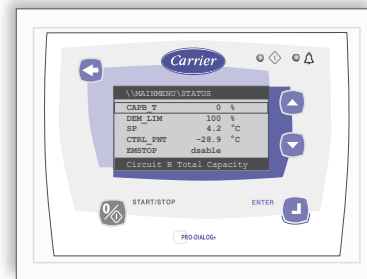 Carrier
\\MAINMENU\STATUS
CAPB_T 0 %
DEM_LIM 100 %
SP 4.2 °C
CTRL_PNT -28.9 °C
EMSTOP dsable
Circuit B Total Capacity
START/STOP
ENTER
PRO-DIALOG+